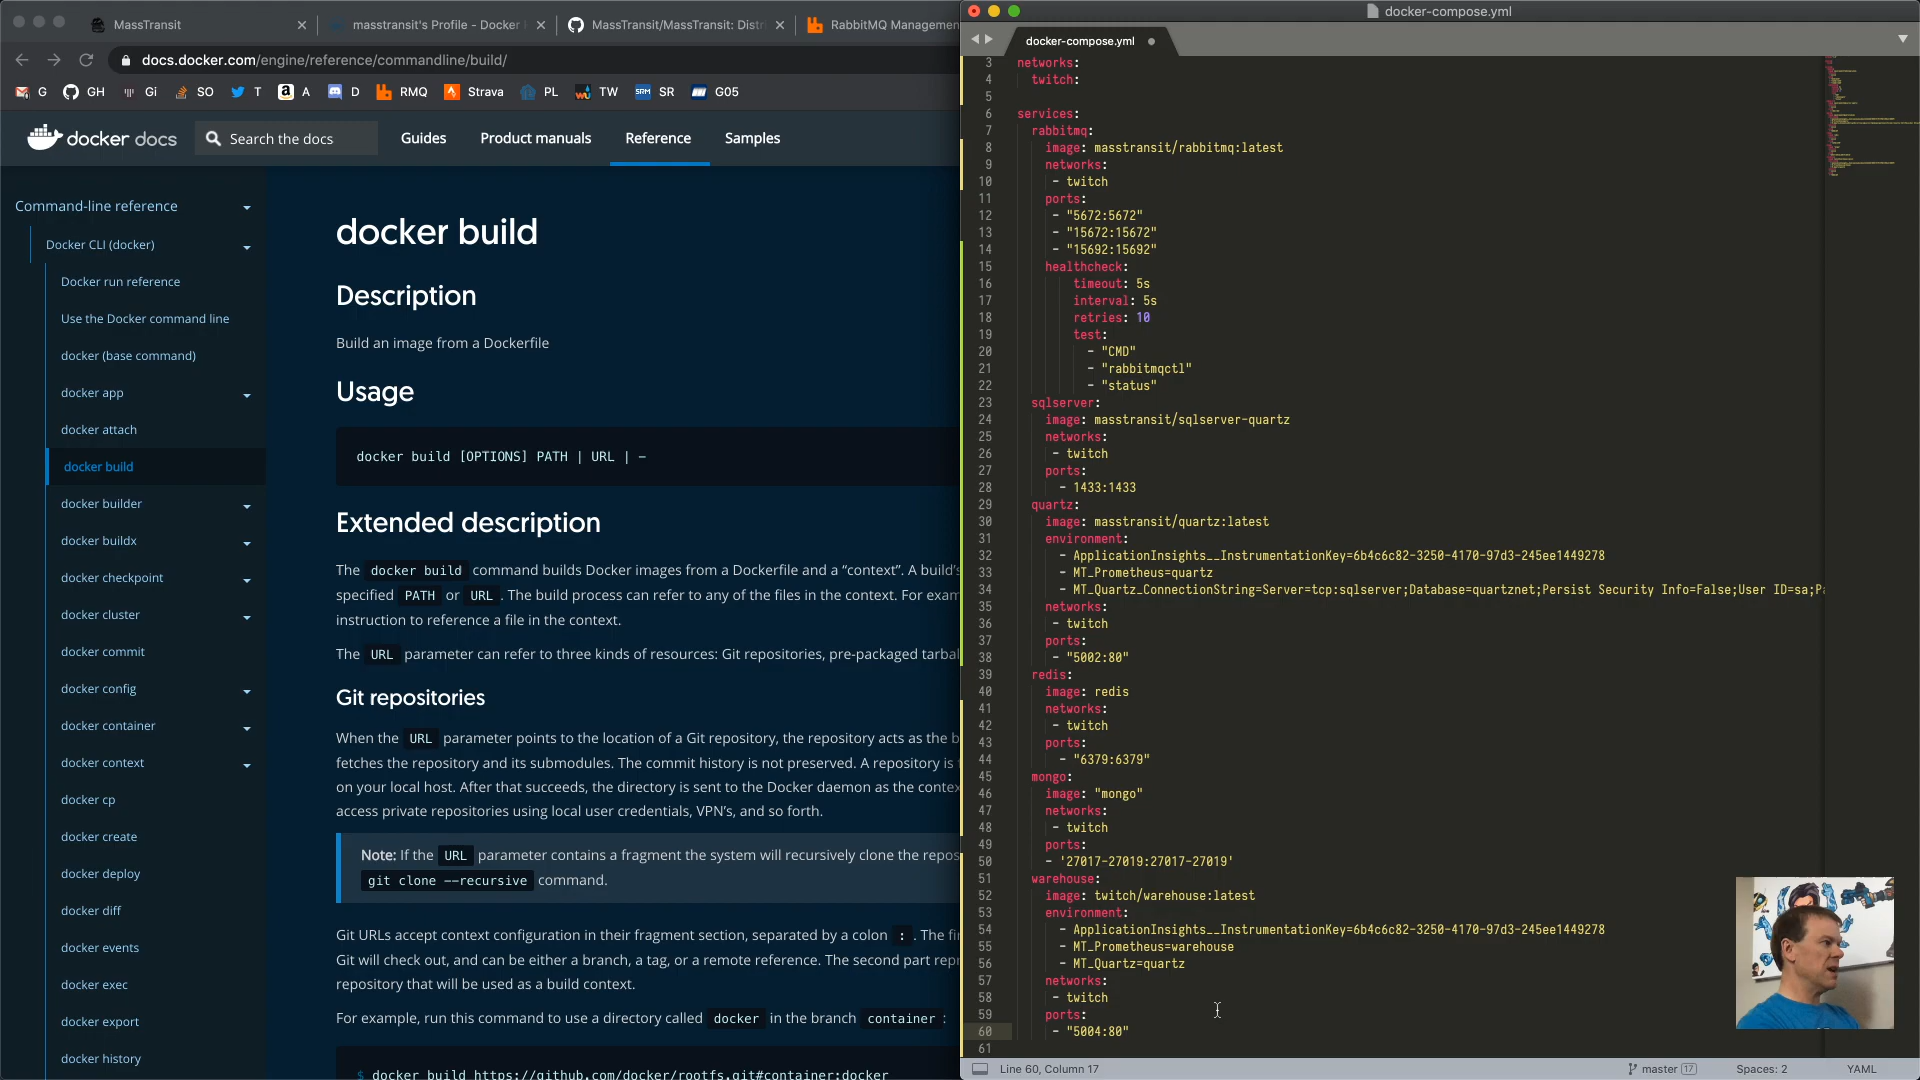 MassTransit
masstransit's Profile - Docker
MassTransit/MassTransit: Distri
RabbitMQ Management
docs.docker.com/engine/reference/commandline/build/
G
GH
Gi
SO
T
A
D
RMQ
Strava
PL
TW
SR
G05
docker docs
Search the docs
Guides
Product manuals
Reference
Samples
Command-line reference
Docker CLI (docker)
Docker run reference
Use the Docker command line
docker (base command)
docker app
docker attach
docker build
docker builder
docker buildx
docker checkpoint
docker cluster
docker commit
docker config
docker container
docker context
docker cp
docker create
docker deploy
docker diff
docker events
docker exec
docker export
docker history
docker build
Description
Build an image from a Dockerfile
Usage
docker build [OPTIONS] PATH | URL | -
Extended description
The docker build command builds Docker images from a Dockerfile and a “context”. A build's
specified PATH or URL. The build process can refer to any of the files in the context. For exam
instruction to reference a file in the context.
The URL parameter can refer to three kinds of resources: Git repositories, pre-packaged tarbal
Git repositories
When the URL parameter points to the location of a Git repository, the repository acts as the b
fetches the repository and its submodules. The commit history is not preserved. A repository is
on your local host. After that succeeds, the directory is sent to the Docker daemon as the conte
access private repositories using local user credentials, VPN's, and so forth.
Note: If the URL parameter contains a fragment the system will recursively clone the repos
git clone --recursive command.
Git URLs accept context configuration in their fragment section, separated by a colon :. The fi
Git will check out, and can be either a branch, a tag, or a remote reference. The second part repr
repository that will be used as a build context.
For example, run this command to use a directory called docker in the branch container :
$ docker build https://github.com/docker/rootfs.git#container:docker
docker-compose.yml
docker-compose.yml
3 networks:
4   twitch:
5
6 services:
7   rabbitmq:
8     image: masstransit/rabbitmq:latest
9     networks:
10      - twitch
11    ports:
12      - "5672:5672"
13      - "15672:15672"
14      - "15692:15692"
15    healthcheck:
16        timeout: 5s
17        interval: 5s
18        retries: 10
19        test:
20          - "CMD"
21          - "rabbitmqctl"
22          - "status"
23  sqlserver:
24    image: masstransit/sqlserver-quartz
25    networks:
26      - twitch
27    ports:
28      - 1433:1433
29  quartz:
30    image: masstransit/quartz:latest
31    environment:
32      - ApplicationInsights__InstrumentationKey=6b4c6c82-3250-4170-97d3-245ee1449278
33      - MT_Prometheus=quartz
34      - MT_Quartz_ConnectionString=Server=tcp:sqlserver;Database=quartznet;Persist Security Info=False;User ID=sa;Pa
35    networks:
36      - twitch
37    ports:
38      - "5002:80"
39  redis:
40    image: redis
41    networks:
42      - twitch
43    ports:
44      - "6379:6379"
45  mongo:
46    image: "mongo"
47    networks:
48      - twitch
49    ports:
50    - '27017-27019:27017-27019'
51  warehouse:
52    image: twitch/warehouse:latest
53    environment:
54      - ApplicationInsights__InstrumentationKey=6b4c6c82-3250-4170-97d3-245ee1449278
55      - MT_Prometheus=warehouse
56      - MT_Quartz=quartz
57    networks:
58      - twitch
59    ports:
60      - "5004:80"
61
Line 60, Column 17
master 17
Spaces: 2
YAML